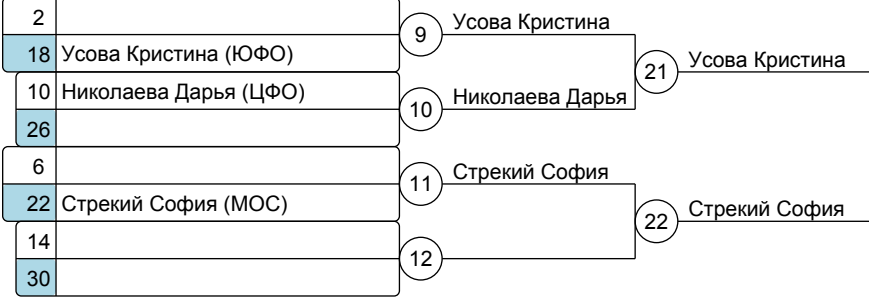 2
9
Усова Кристина
18 Усова Кристина (ЮФО)
21
Усова Кристина
10 Николаева Дарья (ЦФО)
10
Николаева Дарья
26
6
11
Стрекий София
22 Стрекий София (МОС)
22
Стрекий София
14
12
30